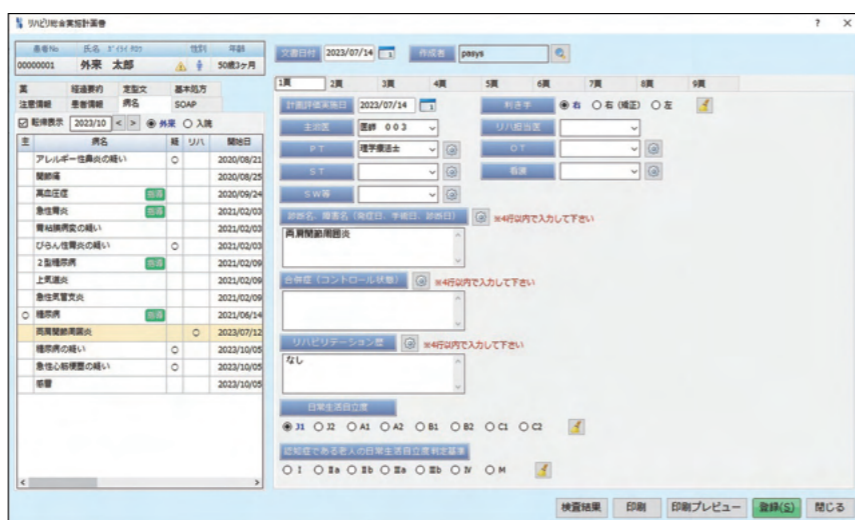 リハビリ総合実施計画書 ? ×
患者No 氏名 ガイライ タロウ 性別 年齢
00000001 外来 太郎 50歳3ヶ月
文書日付 2023/07/14 作成者 pasys
薬 経過要約 定型文 基本処方
注意情報 患者情報 病名 SOAP
転帰表示 2023/10 < > 外来 入院
主 病名 疑 リハ 開始日
アレルギー性鼻炎の疑い ○ 2020/08/21
関節痛 2020/08/25
高血圧症 指導 2020/09/24
急性胃炎 指導 2021/02/03
胃粘膜病変の疑い 2021/02/03
びらん性胃炎の疑い ○ 2021/02/03
2型糖尿病 指導 2021/02/09
上気道炎 2021/02/09
急性気管支炎 2021/02/09
○ 糖尿病 指導 2021/06/14
両肩関節周囲炎 ○ 2023/07/12
糖尿病の疑い ○ 2023/10/05
急性心筋梗塞の疑い ○ 2023/10/05
感冒 2023/10/05
1頁 2頁 3頁 4頁 5頁 6頁 7頁 8頁 9頁
計画評価実施日 2023/07/14 利き手 右 右(矯正) 左
主治医 医師 003 リハ担当医
PT 理学療法士 OT
ST 看護
SW等
診断名、障害名(発症日、手術日、診断日) ※4行以内で入力して下さい
両肩関節周囲炎
合併症(コントロール状態) ※4行以内で入力して下さい
リハビリテーション歴 ※4行以内で入力して下さい
なし
日常生活自立度
J1 J2 A1 A2 B1 B2 C1 C2
認知症である老人の日常生活自立度判定基準
Ⅰ Ⅱa Ⅱb Ⅲa Ⅲb Ⅳ M
検査結果 印刷 印刷プレビュー 登録(S) 閉じる